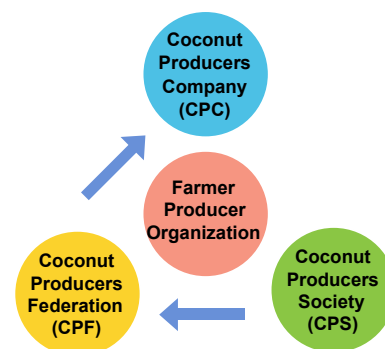 Coconut
Producers
Company
(CPC)
Farmer
Producer
Organization
Coconut
Producers
Federation
(CPF)
Coconut
Producers
Society
(CPS)